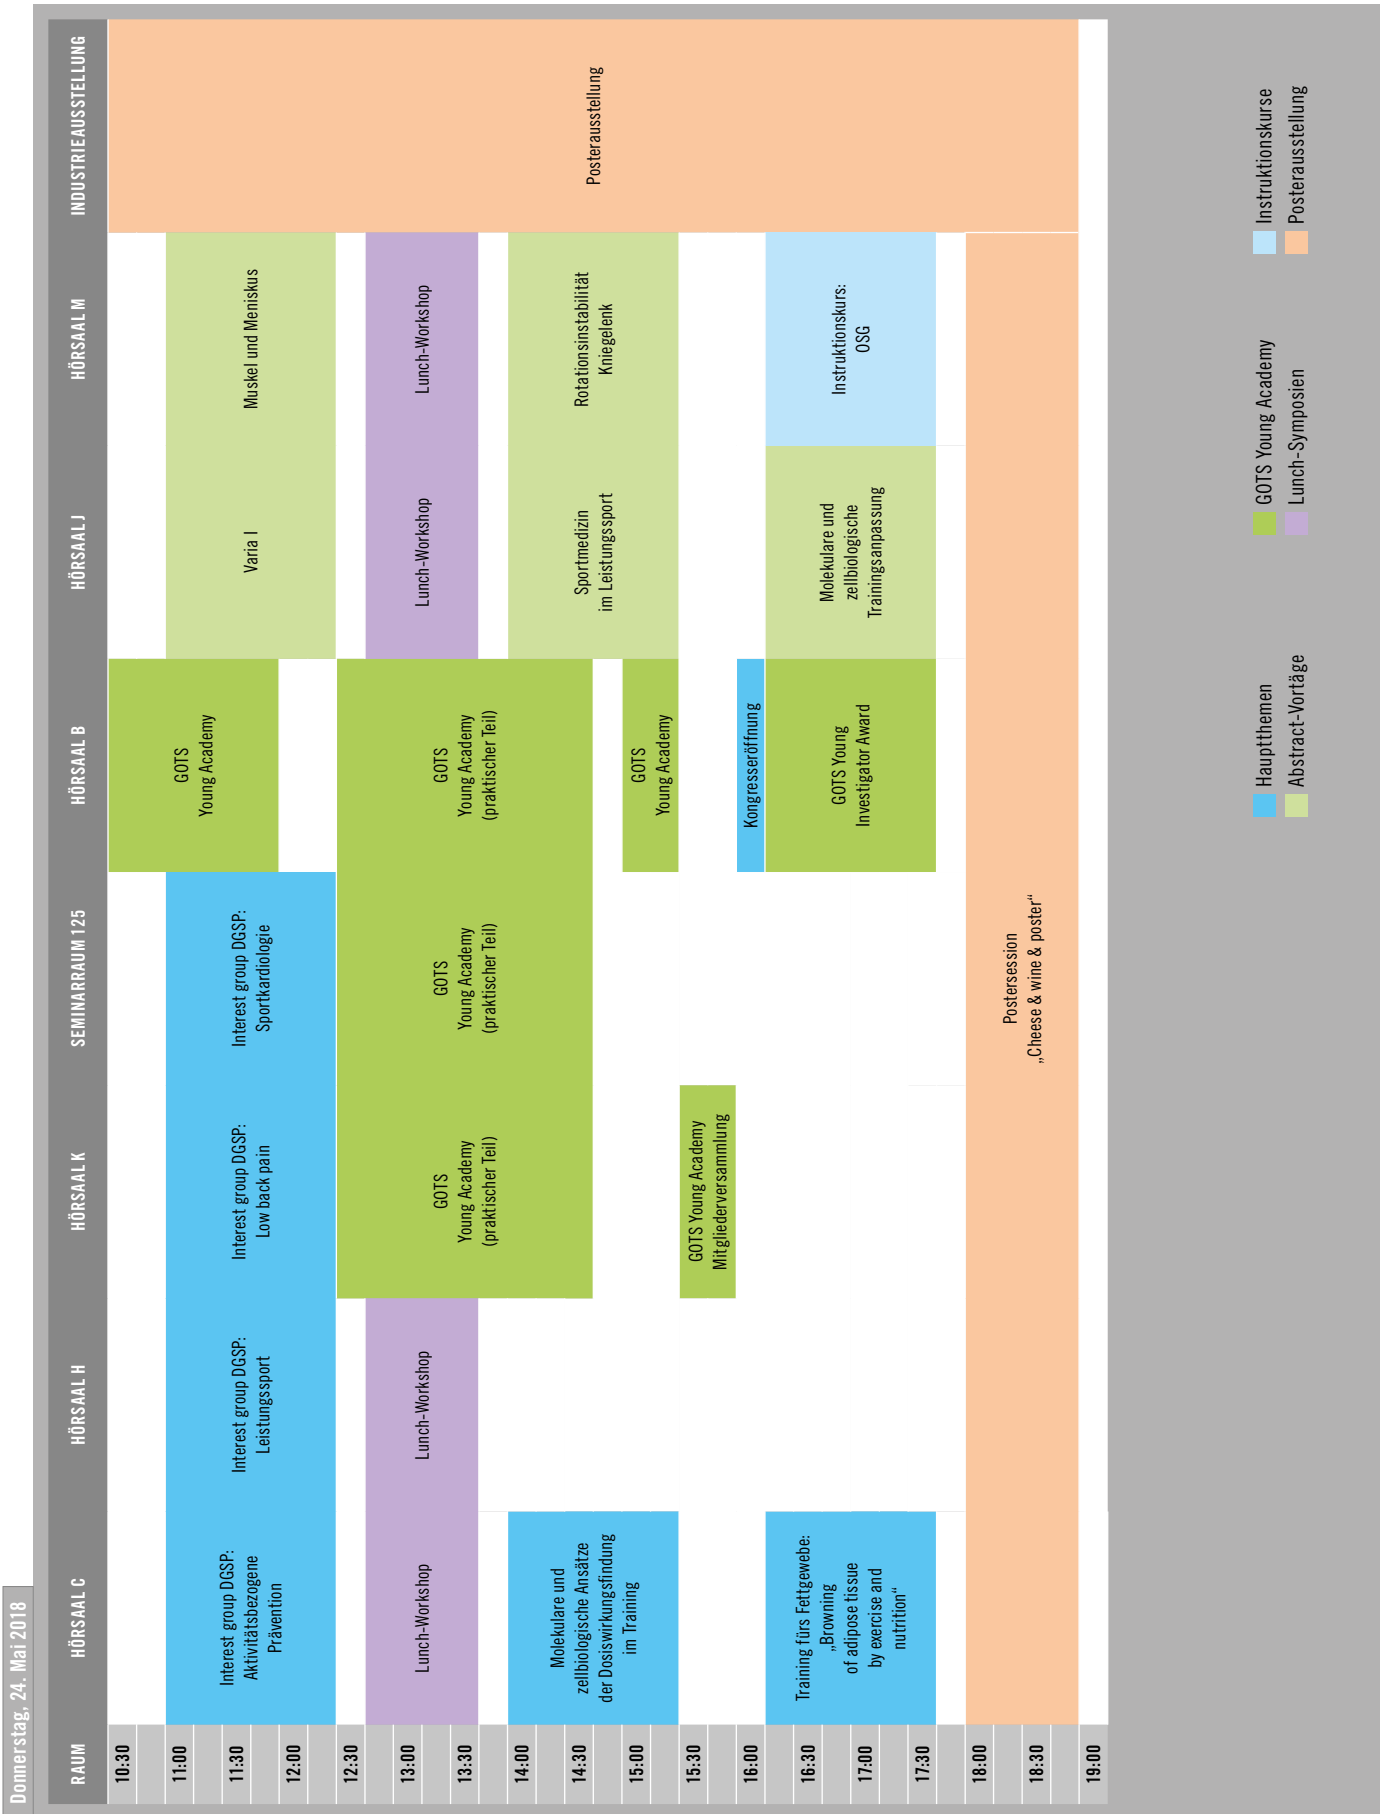 Donnerstag, 24. Mai 2018
RAUM
HÖRSAAL C
HÖRSAAL H
HÖRSAAL K
SEMINARRAUM 125
HÖRSAAL B
HÖRSAAL J
HÖRSAAL M
INDUSTRIEAUSSTELLUNG
10:30
11:00
11:30
12:00
12:30
13:00
13:30
14:00
14:30
15:00
15:30
16:00
16:30
17:00
17:30
18:00
18:30
19:00
Interest group DGSP:
Aktivitätsbezogene
Prävention
Lunch-Workshop
Molekulare und
zellbiologische Ansätze
der Dosiswirkungsfindung
im Training
Training fürs Fettgewebe:
„Browning
of adipose tissue
by exercise and
nutrition“
Interest group DGSP:
Leistungssport
Lunch-Workshop
Interest group DGSP:
Low back pain
GOTS
Young Academy
(praktischer Teil)
GOTS Young Academy
Mitgliederversammlung
Interest group DGSP:
Sportkardiologie
GOTS
Young Academy
(praktischer Teil)
GOTS
Young Academy
GOTS
Young Academy
(praktischer Teil)
GOTS
Young Academy
Kongresseröffnung
GOTS Young
Investigator Award
Varia I
Lunch-Workshop
Sportmedizin
im Leistungssport
Molekulare und
zellbiologische
Trainingsanpassung
Muskel und Meniskus
Lunch-Workshop
Rotationsinstabilität
Kniegelenk
Instruktionskurs:
OSG
Posterausstellung
Postersession
„Cheese & wine & poster“
Hauptthemen
Abstract-Vortäge
GOTS Young Academy
Lunch-Symposien
Instruktionskurse
Posterausstellung